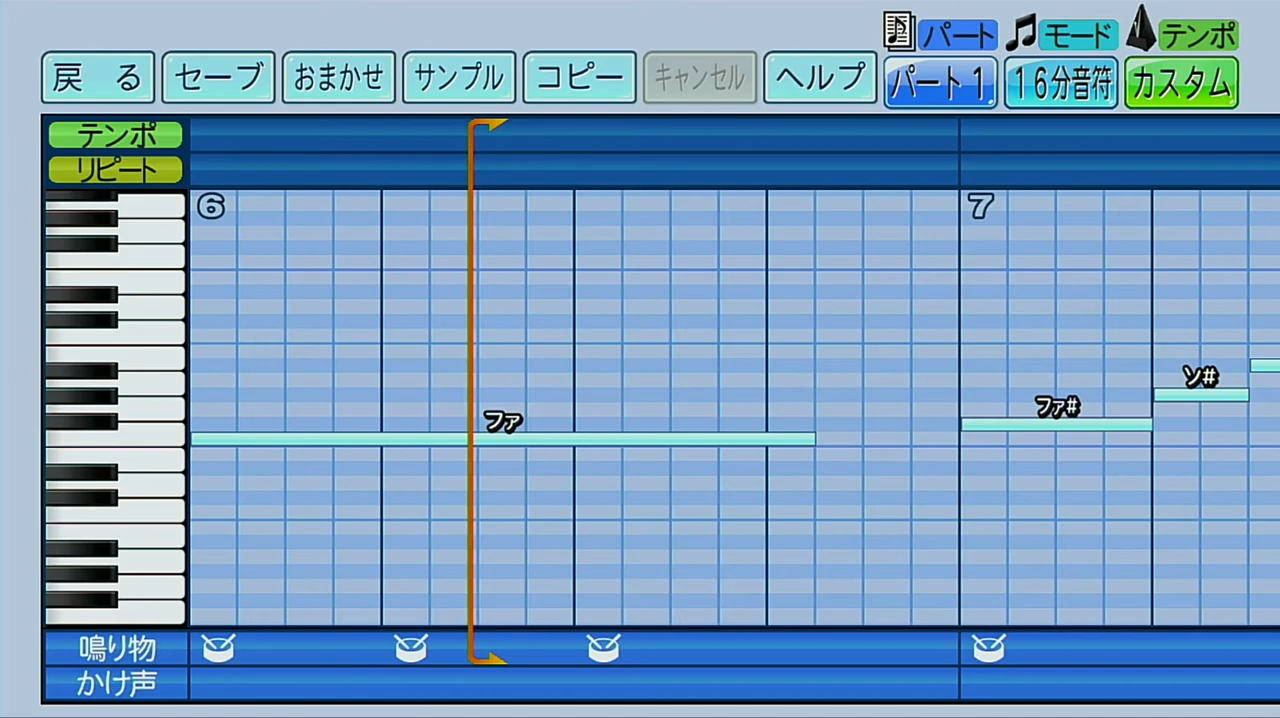 パート モード テンポ
戻る セーブ おまかせ サンプル コピー キャンセル ヘルプ パート1 16分音符 カスタム
テンポ
リピート
6 7
ソ#
ファ#
ファ
鳴り物
かけ声